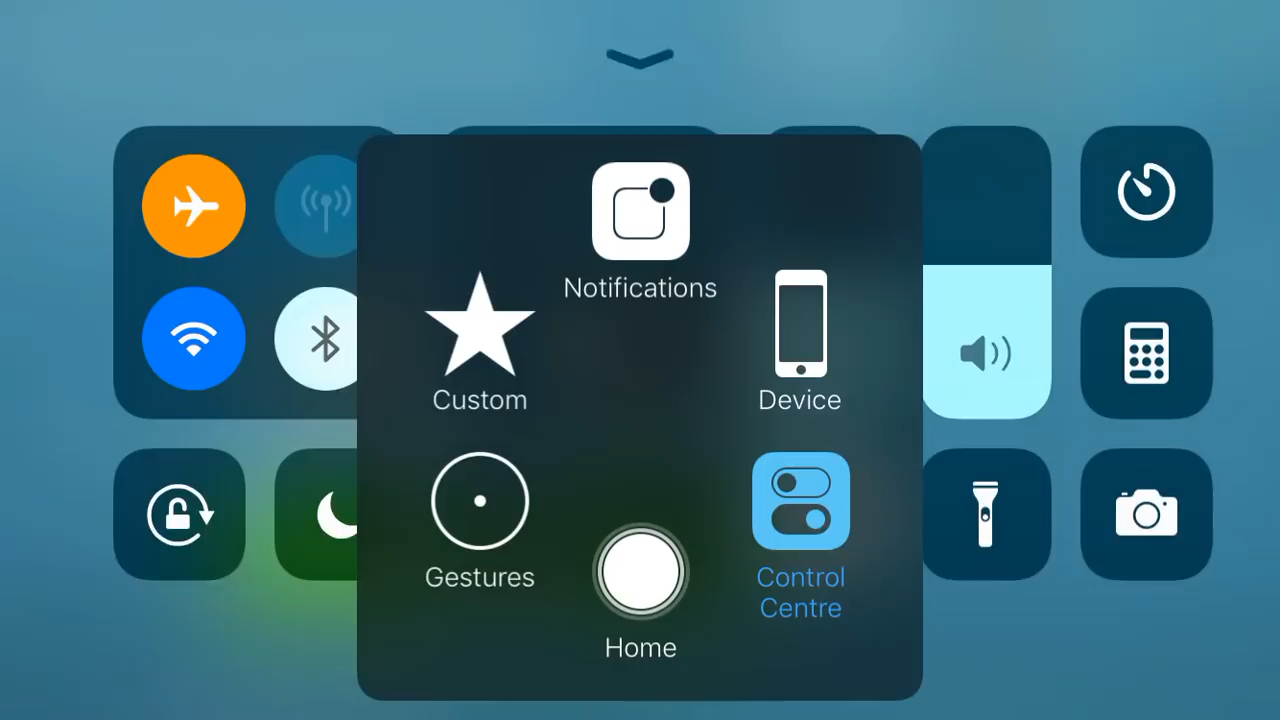 Notifications
Custom
Device
Gestures
Control
Centre
Home